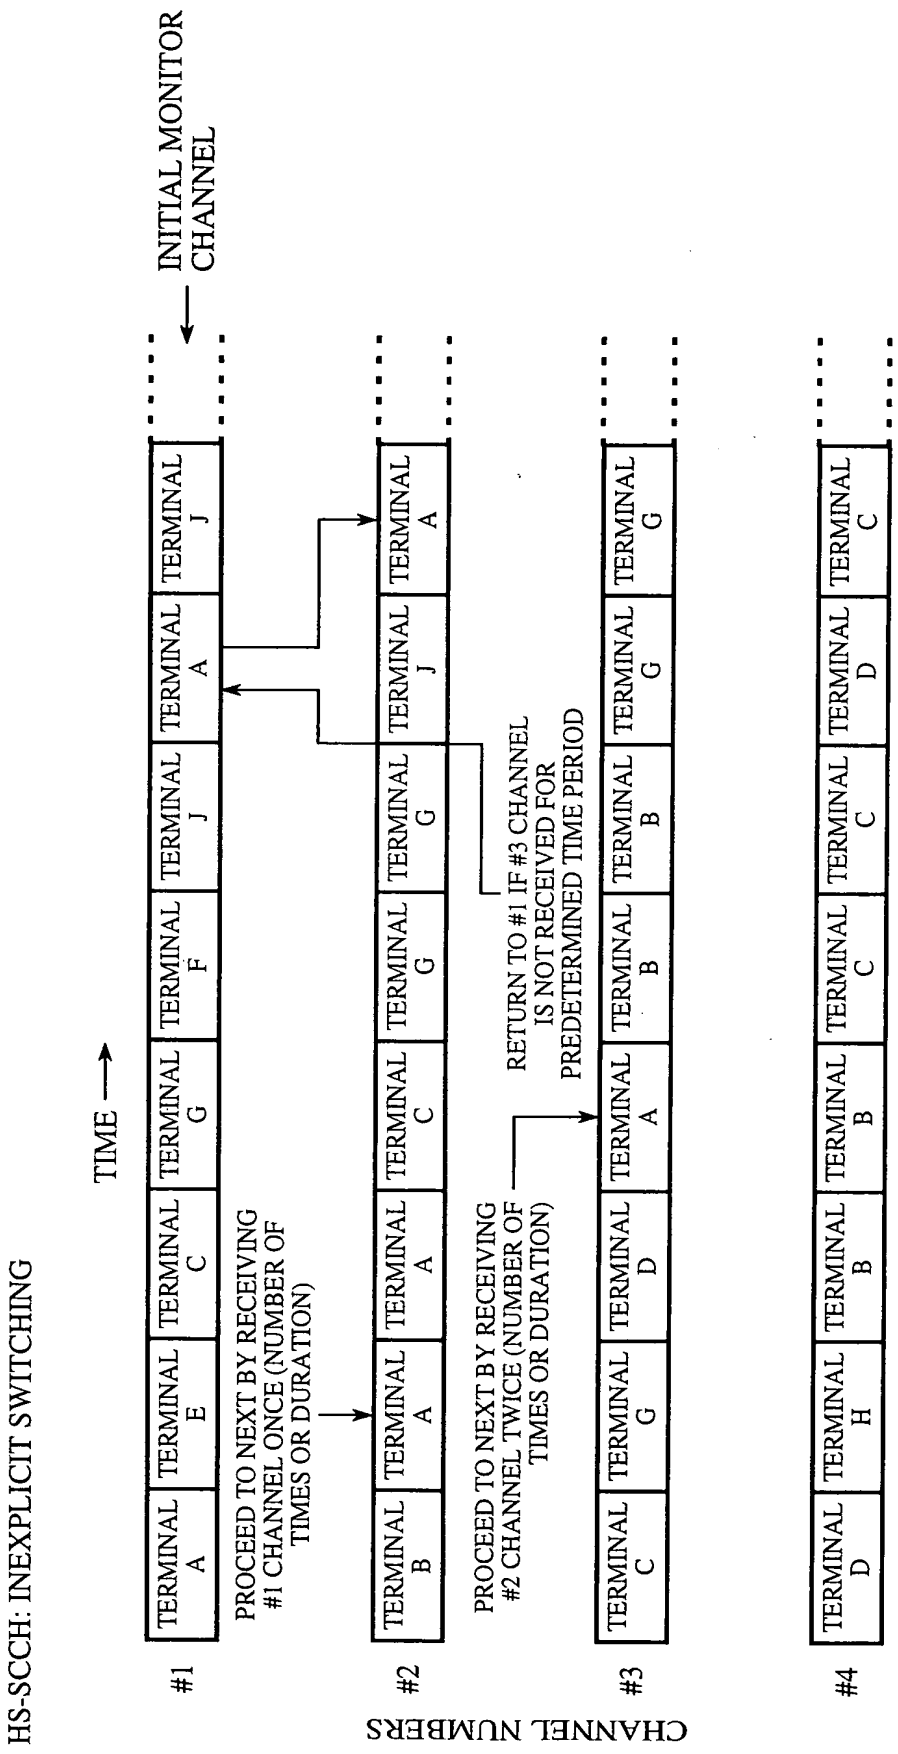 HS-SCCH: INEXPLICIT SWITCHING
TIME
INITIAL MONITOR
CHANNEL
CHANNEL NUMBERS
#1
TERMINAL
A
TERMINAL
E
TERMINAL
C
TERMINAL
G
TERMINAL
F
TERMINAL
J
TERMINAL
A
TERMINAL
J
PROCEED TO NEXT BY RECEIVING
#1 CHANNEL ONCE (NUMBER OF
TIMES OR DURATION)
#2
TERMINAL
B
TERMINAL
A
TERMINAL
A
TERMINAL
C
TERMINAL
G
TERMINAL
G
TERMINAL
J
TERMINAL
A
PROCEED TO NEXT BY RECEIVING
#2 CHANNEL TWICE (NUMBER OF
TIMES OR DURATION)
RETURN TO #1 IF #3 CHANNEL
IS NOT RECEIVED FOR
PREDETERMINED TIME PERIOD
#3
TERMINAL
C
TERMINAL
G
TERMINAL
D
TERMINAL
A
TERMINAL
B
TERMINAL
B
TERMINAL
G
TERMINAL
G
#4
TERMINAL
D
TERMINAL
H
TERMINAL
B
TERMINAL
B
TERMINAL
C
TERMINAL
C
TERMINAL
D
TERMINAL
C